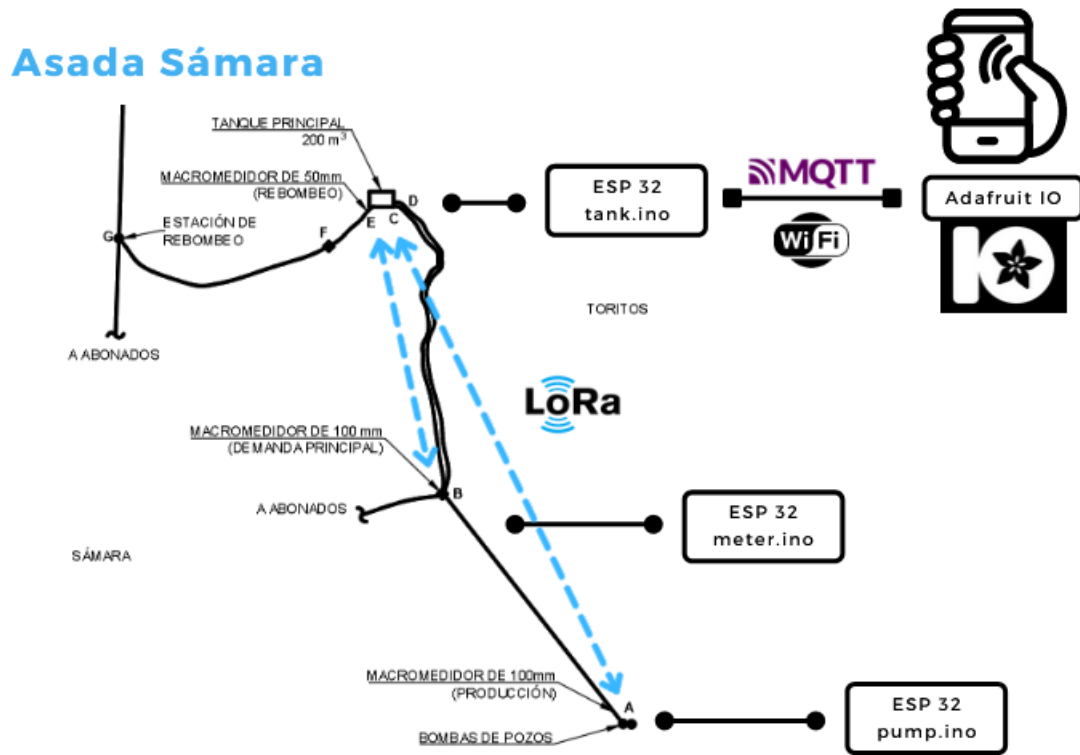 Asada Sámara
TANQUE PRINCIPAL
200 m³
MACROMEDIDOR DE 50mm
(REBOMBEO)
ESTACIÓN DE
REBOMBEO
G
F
E
C
D
A ABONADOS
ESP 32
tank.ino
MQTT
WiFi
Adafruit IO
IO
TORITOS
LoRa
MACROMEDIDOR DE 100 mm
(DEMANDA PRINCIPAL)
B
A ABONADOS
SÁMARA
ESP 32
meter.ino
MACROMEDIDOR DE 100mm
(PRODUCCIÓN)
A
BOMBAS DE POZOS
ESP 32
pump.ino